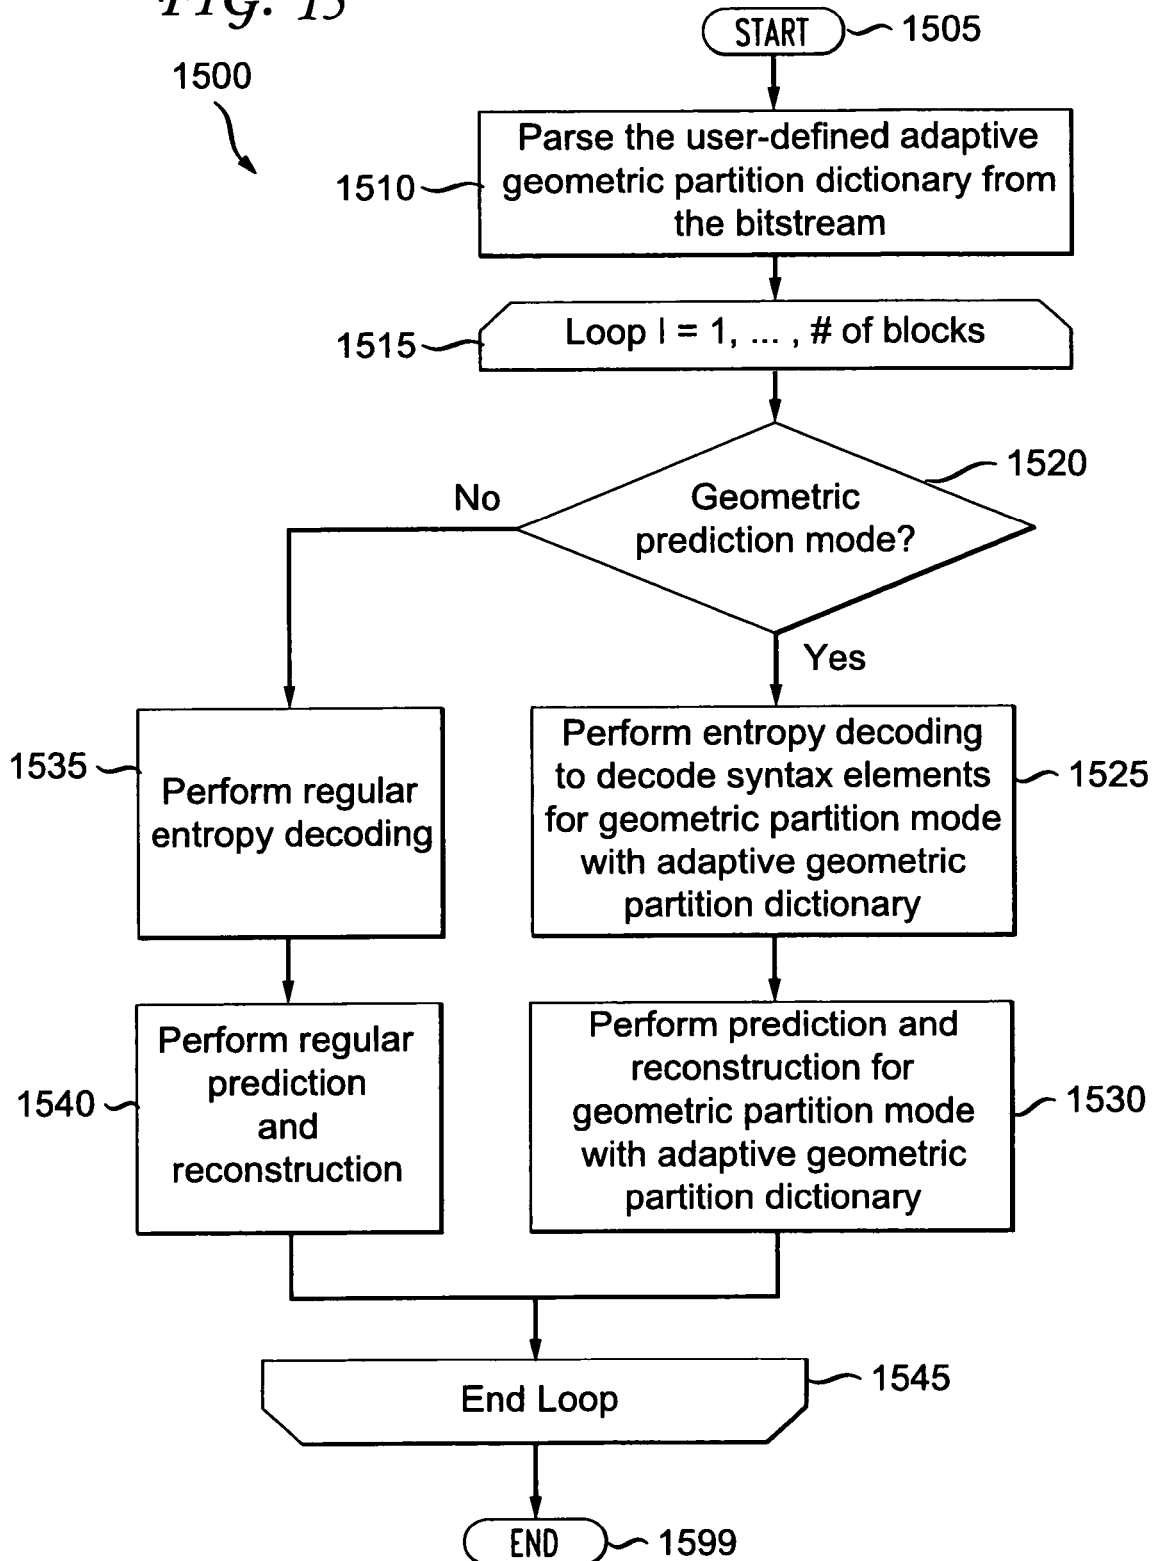 FIG. 15
1500
START
1505
Parse the user-defined adaptive
geometric partition dictionary from
the bitstream
1510
Loop I = 1, ... , # of blocks
1515
Geometric
prediction mode?
1520
No
Yes
Perform regular
entropy decoding
1535
Perform entropy decoding
to decode syntax elements
for geometric partition mode
with adaptive geometric
partition dictionary
1525
Perform regular
prediction
and
reconstruction
1540
Perform prediction and
reconstruction for
geometric partition mode
with adaptive geometric
partition dictionary
1530
End Loop
1545
END
1599